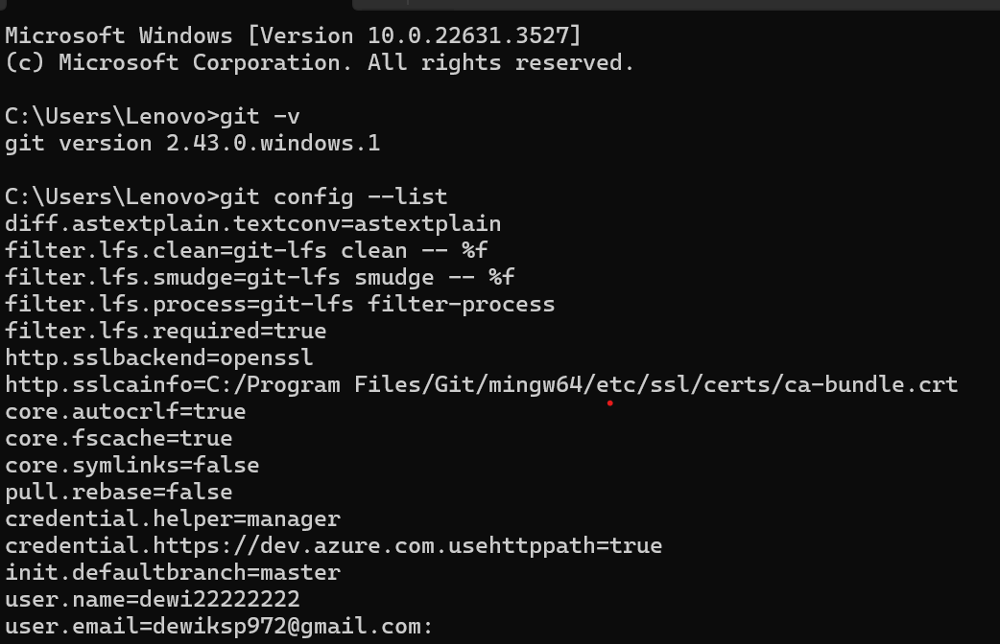 Microsoft Windows [Version 10.0.22631.3527]
(c) Microsoft Corporation. All rights reserved.
C:\Users\Lenovo>git -v
git version 2.43.0.windows.1
C:\Users\Lenovo>git config --list
diff.astextplain.textconv=astextplain
filter.lfs.clean=git-lfs clean -- %f
filter.lfs.smudge=git-lfs smudge -- %f
filter.lfs.process=git-lfs filter-process
filter.lfs.required=true
http.sslbackend=openssl
http.sslcainfo=C:/Program Files/Git/mingw64/etc/ssl/certs/ca-bundle.crt
core.autocrlf=true
core.fscache=true
core.symlinks=false
pull.rebase=false
credential.helper=manager
credential.https://dev.azure.com.usehttppath=true
init.defaultbranch=master
user.name=dewi22222222
user.email=dewiksp972@gmail.com: